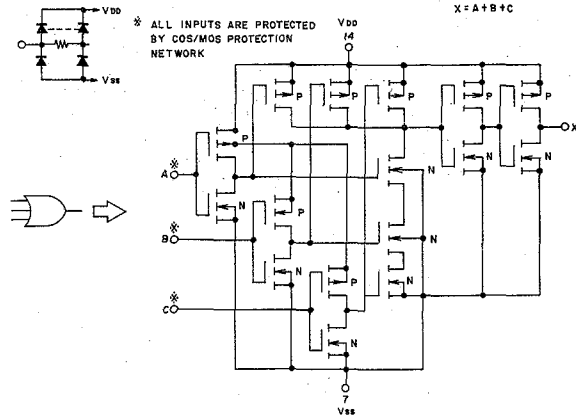 VDD
VSS
※ ALL INPUTS ARE PROTECTED
BY COS/MOS PROTECTION
NETWORK
X=A+B+C
VDD
14
P
P
P
P
P
P
N
N
X
※
A
N
N
P
※
B
N
N
※
C
P
N
N
7
VSS